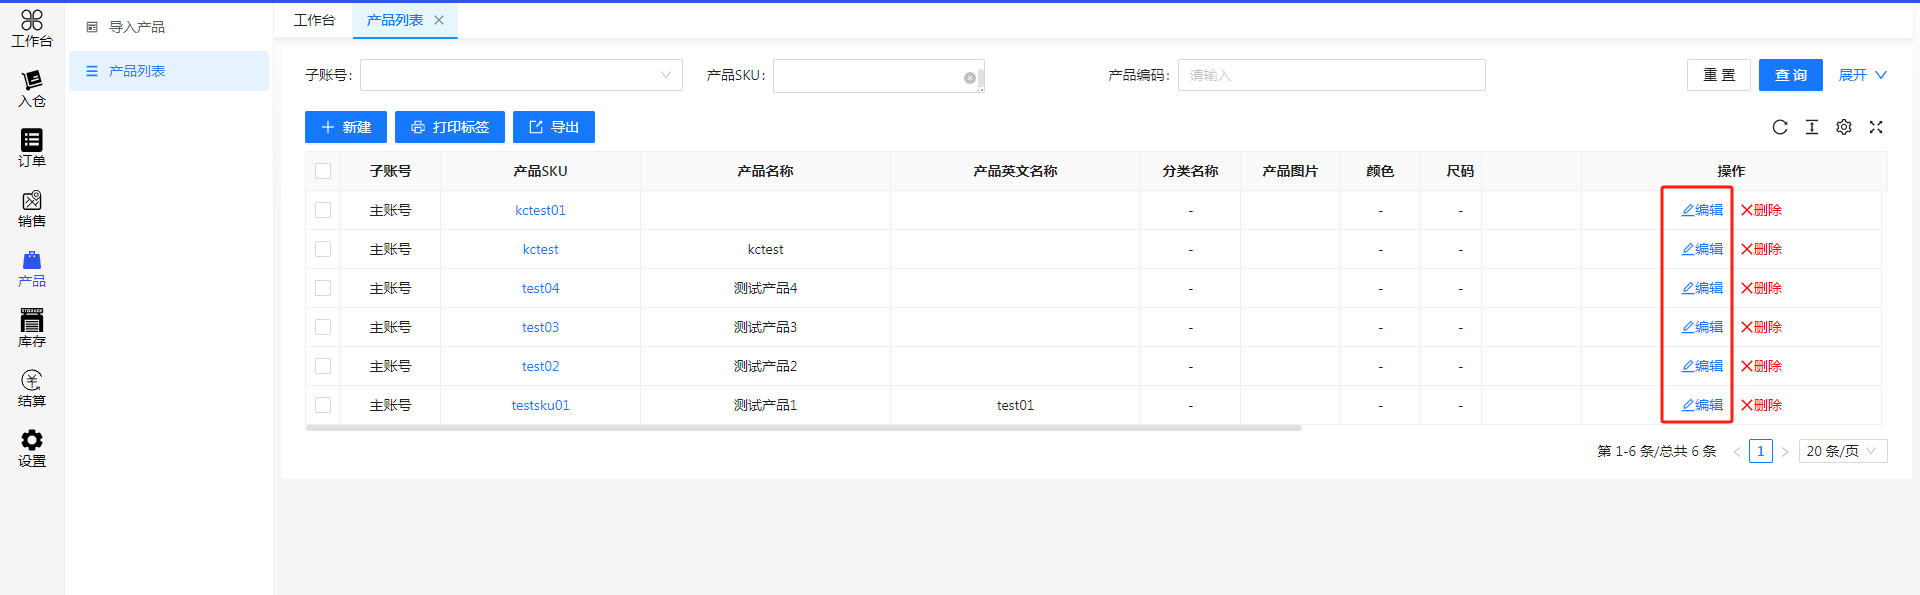 工作台
入仓
订单
销售
产品
库存
结算
设置
导入产品
产品列表
工作台 产品列表
子账号: 产品SKU: 产品编码: 请输入 重 置 查 询 展开
新建 打印标签 导出
子账号 产品SKU 产品名称 产品英文名称 分类名称 产品图片 颜色 尺码 操作
主账号 kctest01 - - - 编辑 删除
主账号 kctest kctest - - - 编辑 删除
主账号 test04 测试产品4 - - - 编辑 删除
主账号 test03 测试产品3 - - - 编辑 删除
主账号 test02 测试产品2 - - - 编辑 删除
主账号 testsku01 测试产品1 test01 - - - 编辑 删除
第 1-6 条/总共 6 条 < 1 > 20 条/页